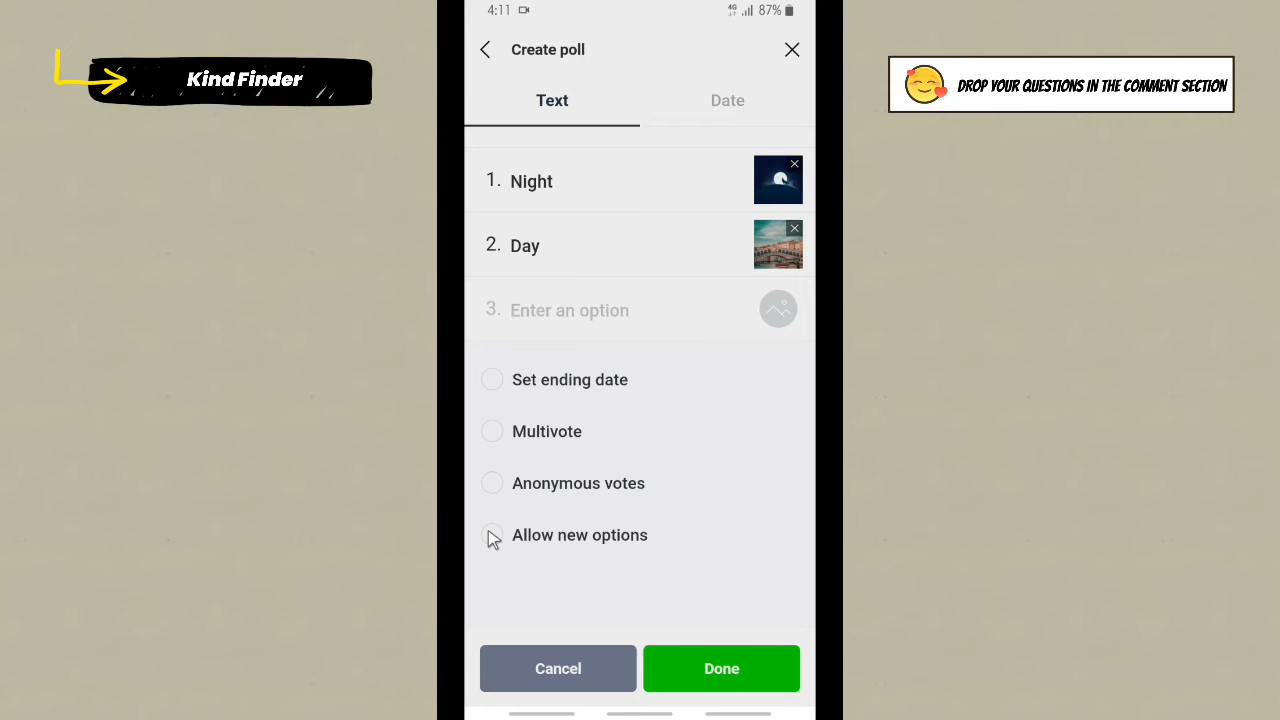 4:11
4G
87%
Create poll
Kind Finder
DROP YOUR QUESTIONS IN THE COMMENT SECTION
Text
Date
1. Night
2. Day
3. Enter an option
Set ending date
Multivote
Anonymous votes
Allow new options
Cancel
Done